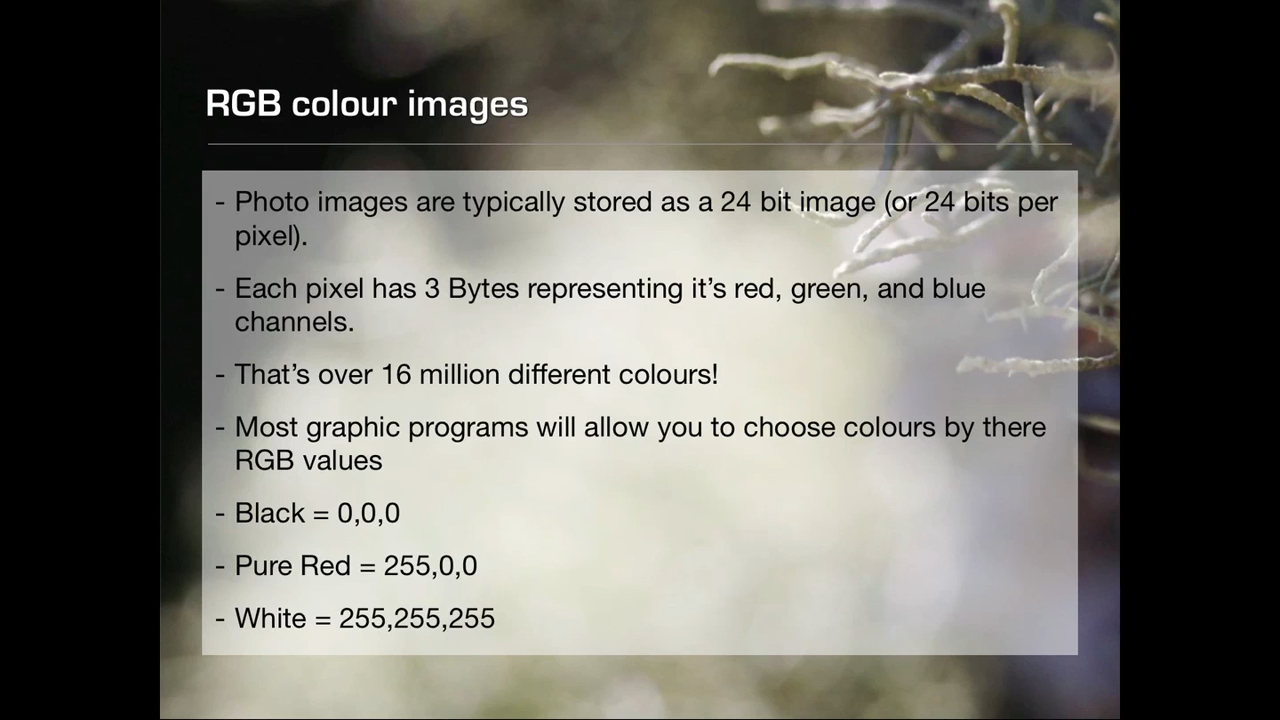 RGB colour images
- Photo images are typically stored as a 24 bit image (or 24 bits per
pixel).
- Each pixel has 3 Bytes representing it’s red, green, and blue
channels.
- That’s over 16 million different colours!
- Most graphic programs will allow you to choose colours by there
RGB values
- Black = 0,0,0
- Pure Red = 255,0,0
- White = 255,255,255